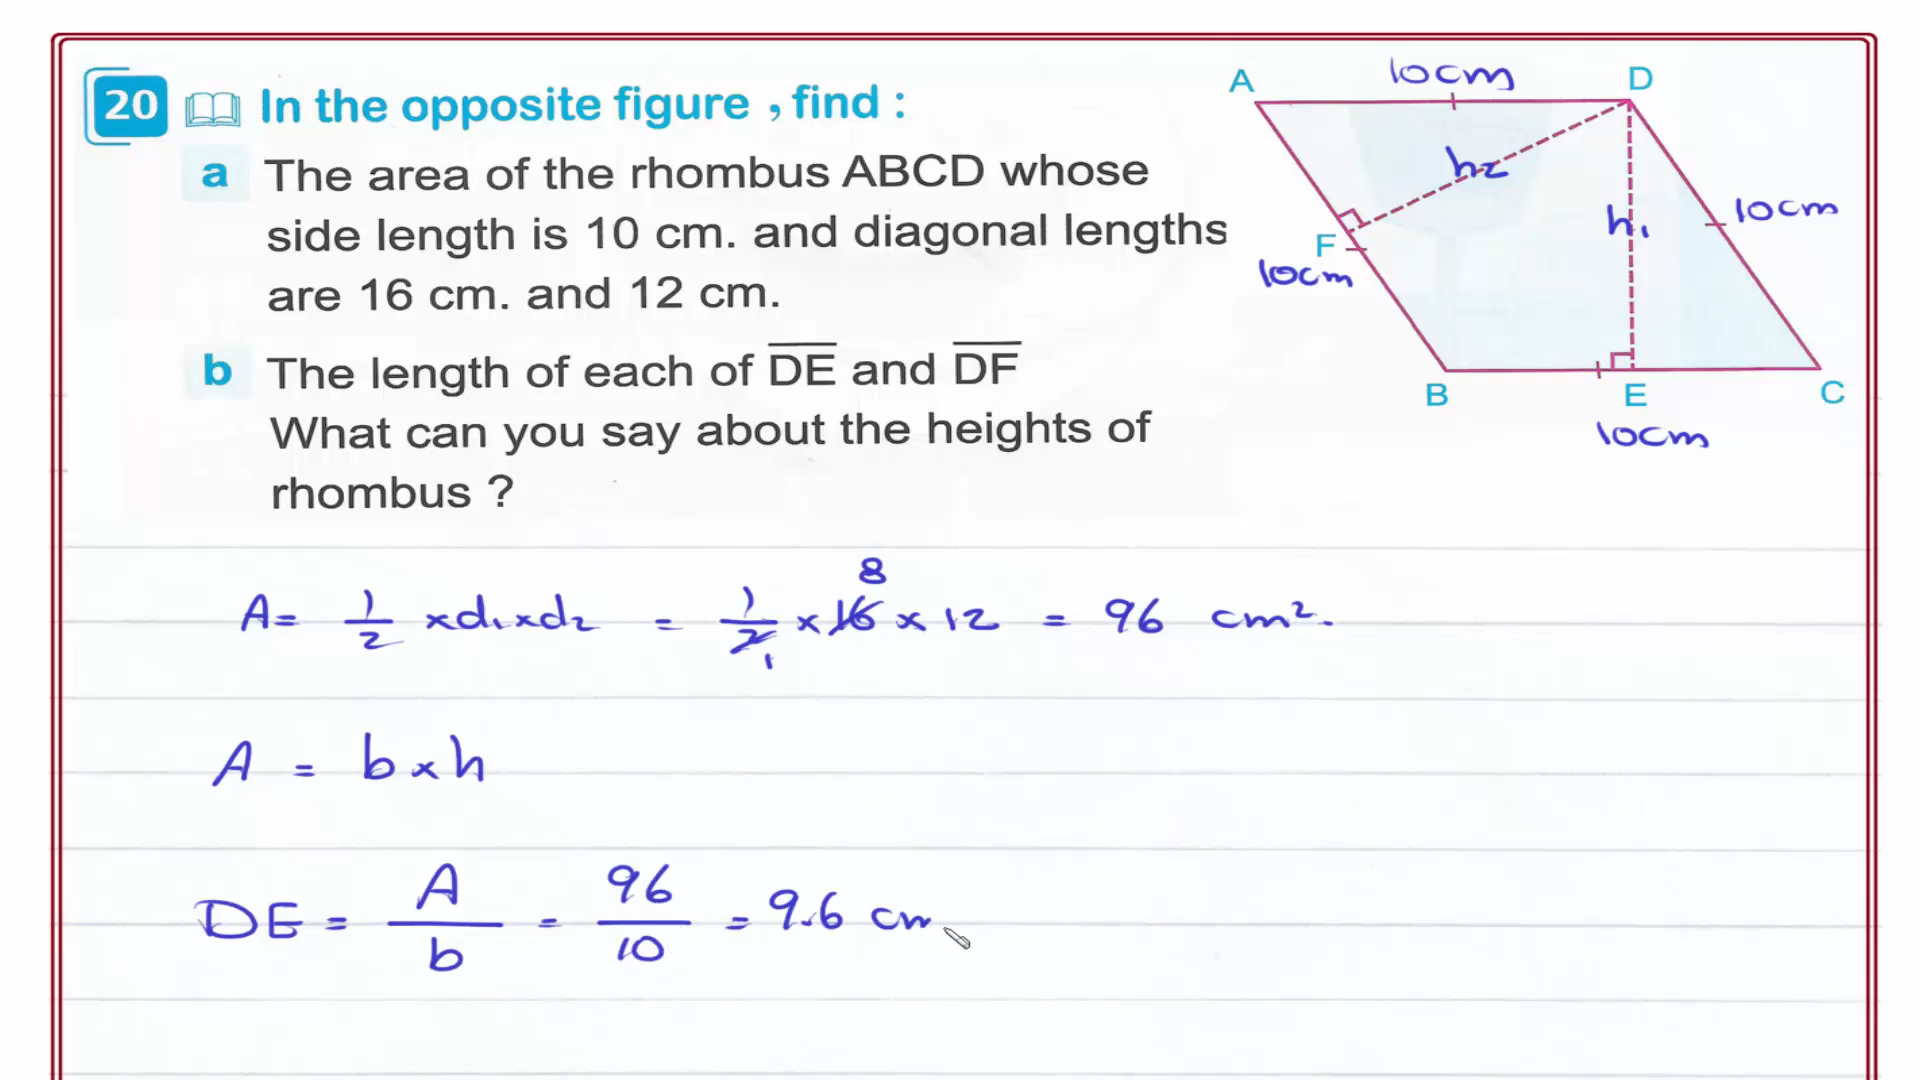 20 In the opposite figure , find :
a The area of the rhombus ABCD whose
side length is 10 cm. and diagonal lengths
are 16 cm. and 12 cm.
b The length of each of DE and DF
What can you say about the heights of
rhombus ?
A
10cm
D
h2
h1
10cm
F
10cm
B
E
C
10cm
A = 1/2 × d1 × d2 = 1/2 1 × 16 8 × 12 = 96 cm².
A = b × h
DE = A/b = 96/10 = 9.6 cm